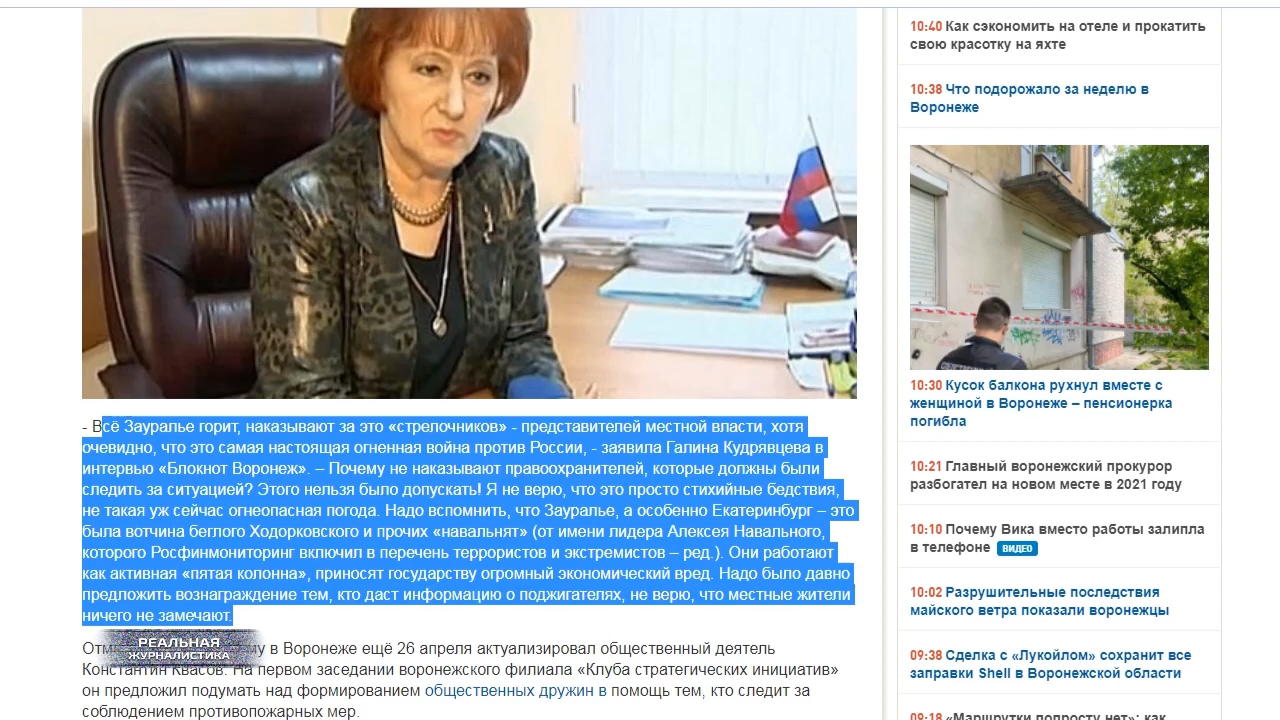 - Всё Зауралье горит, наказывают за это «стрелочников» - представителей местной власти, хотя
очевидно, что это самая настоящая огненная война против России, - заявила Галина Кудрявцева в
интервью «Блокнот Воронеж». – Почему не наказывают правоохранителей, которые должны были
следить за ситуацией? Этого нельзя было допускать! Я не верю, что это просто стихийные бедствия,
не такая уж сейчас огнеопасная погода. Надо вспомнить, что Зауралье, а особенно Екатеринбург – это
была вотчина беглого Ходорковского и прочих «навальнят» (от имени лидера Алексея Навального,
которого Росфинмониторинг включил в перечень террористов и экстремистов – ред.). Они работают
как активная «пятая колонна», приносят государству огромный экономический вред. Надо было давно
предложить вознаграждение тем, кто даст информацию о поджигателях, не верю, что местные жители
ничего не замечают.
в Воронеже ещё 26 апреля актуализировал общественный деятель
Константин Квасов. На первом заседании воронежского филиала «Клуба стратегических инициатив»
он предложил подумать над формированием общественных дружин в помощь тем, кто следит за
соблюдением противопожарных мер.
РЕАЛЬНАЯ
ЖУРНАЛИСТИКА
10:40 Как сэкономить на отеле и прокатить
свою красотку на яхте
10:38 Что подорожало за неделю в
Воронеже
10:30 Кусок балкона рухнул вместе с
женщиной в Воронеже – пенсионерка
погибла
10:21 Главный воронежский прокурор
разбогател на новом месте в 2021 году
10:10 Почему Вика вместо работы залипла
в телефоне ВИДЕО
10:02 Разрушительные последствия
майского ветра показали воронежцы
09:38 Сделка с «Лукойлом» сохранит все
заправки Shell в Воронежской области
09:18 «Маршрутки попросту нет»: как